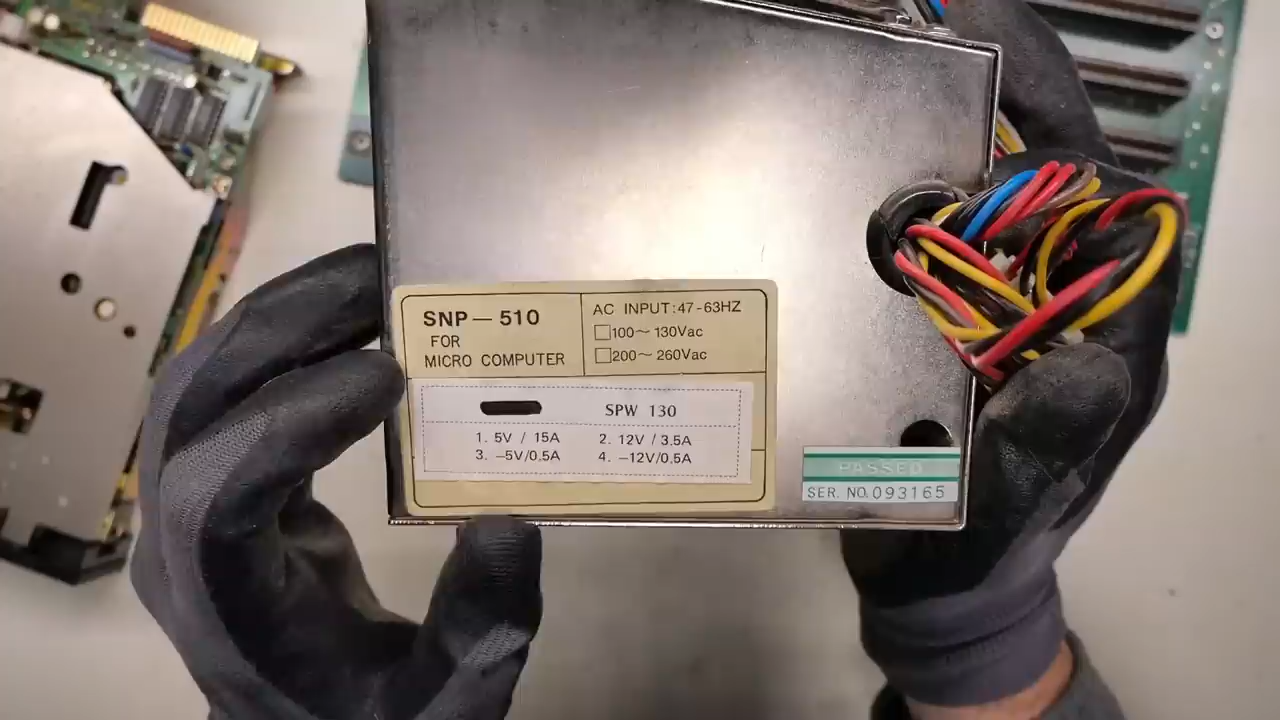 SNP — 510
FOR
MICRO COMPUTER
AC INPUT:47-63HZ
100~ 130Vac
200~ 260Vac
SPW 130
1. 5V / 15A
2. 12V / 3.5A
3. -5V/0.5A
4. -12V/0.5A
PASSED
SER. NO.093165